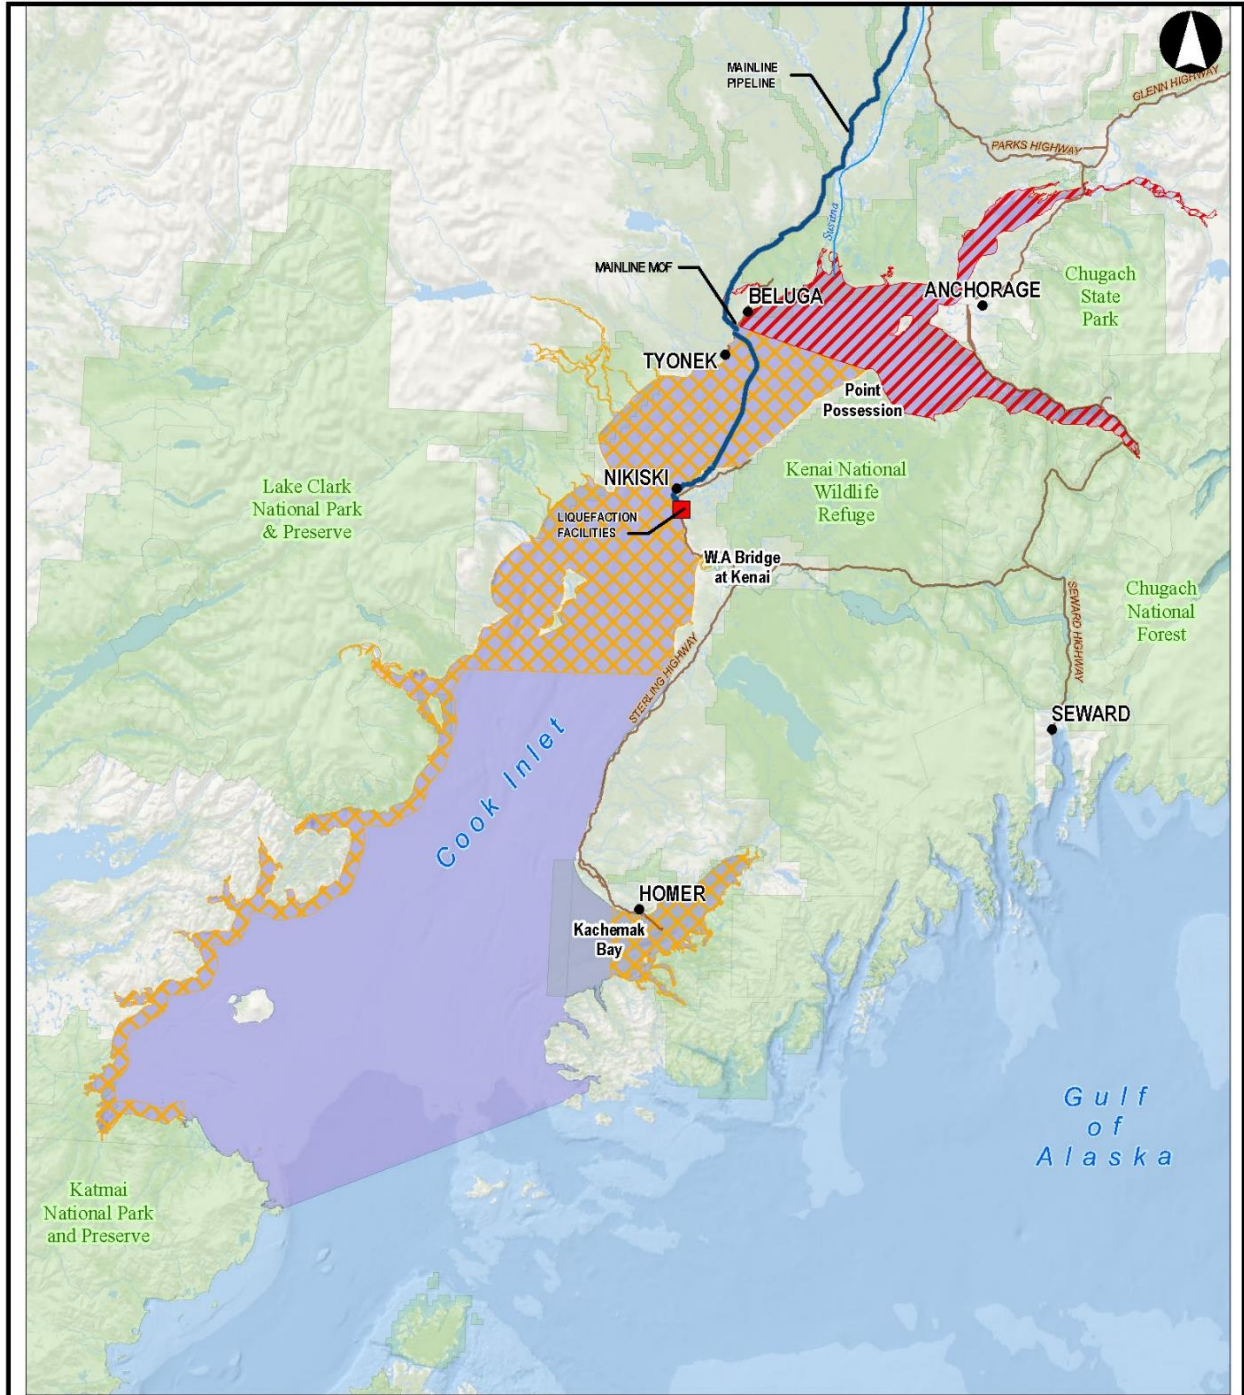 MAINLINE
PIPELINE
GLENN HIGHWAY
PARKS HIGHWAY
Susitna
MAINLINE MOF
BELUGA
ANCHORAGE
Chugach
State
Park
TYONEK
Point
Possession
NIKISKI
Kenai National
Wildlife
Refuge
Lake Clark
National Park
& Preserve
LIQUEFACTION
FACILITIES
W.A Bridge
at Kenai
SEWARD HIGHWAY
Chugach
National
Forest
STERLING HIGHWAY
SEWARD
Cook Inlet
HOMER
Kachemak
Bay
Gulf
of
Alaska
Katmai
National Park
and Preserve